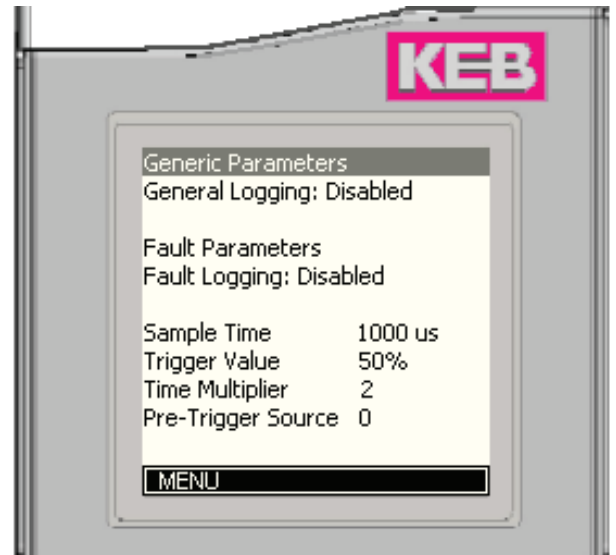 KEB
Generic Parameters
General Logging: Disabled
Fault Parameters
Fault Logging: Disabled
Sample Time 1000 us
Trigger Value 50%
Time Multiplier 2
Pre-Trigger Source 0
MENU